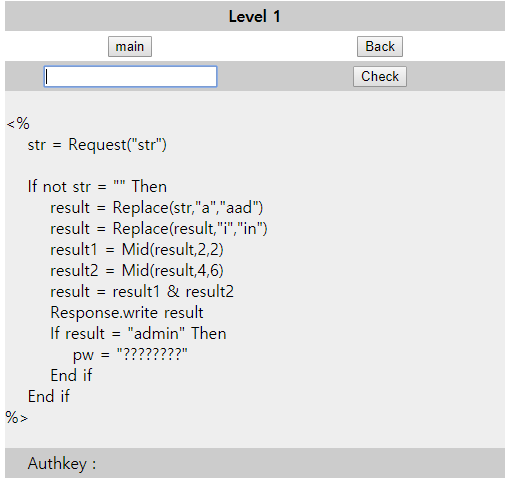 Level 1
main Back
Check
<%
str = Request("str")
If not str = "" Then
result = Replace(str,"a","aad")
result = Replace(result,"i","in")
result1 = Mid(result,2,2)
result2 = Mid(result,4,6)
result = result1 & result2
Response.write result
If result = "admin" Then
pw = "????????"
End if
End if
%>
Authkey :